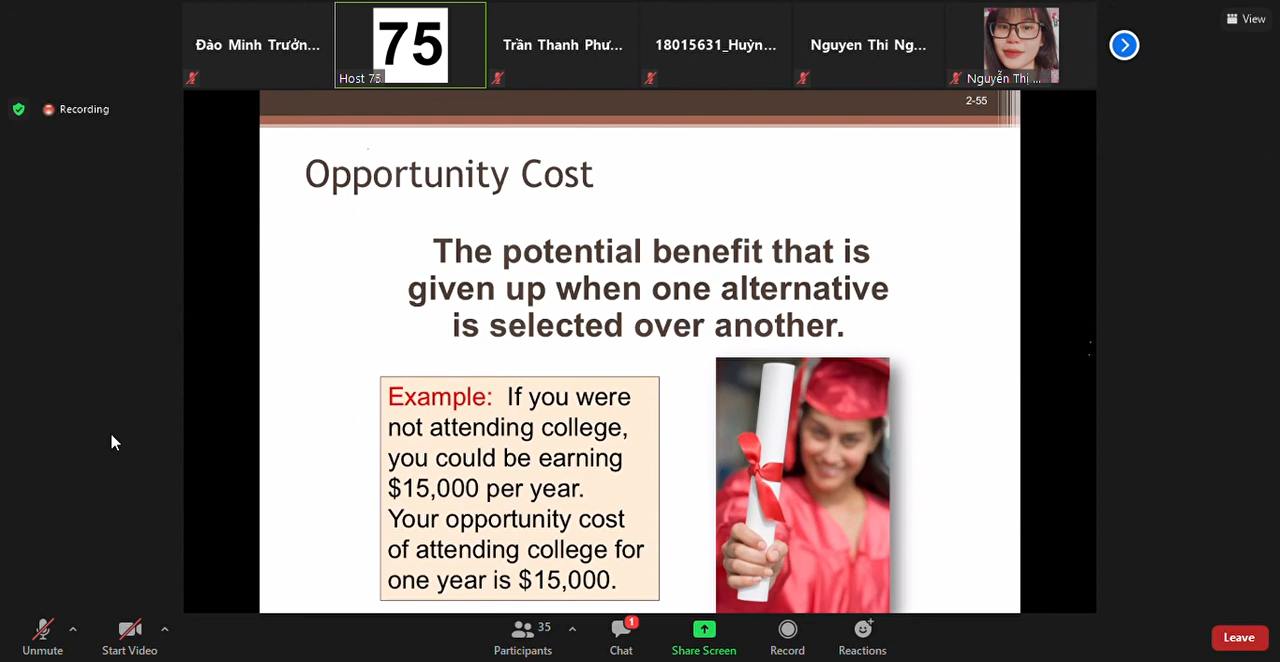 View
Đào Minh Trưởn...
75
Host 75
Trần Thanh Phư...
18015631_Huỳn...
Nguyen Thi Ng...
Nguyễn Thị ...
Recording
2-55
Opportunity Cost
The potential benefit that is
given up when one alternative
is selected over another.
Example: If you were
not attending college,
you could be earning
$15,000 per year.
Your opportunity cost
of attending college for
one year is $15,000.
Unmute
Start Video
35
Participants
1
Chat
Share Screen
Record
Reactions
Leave